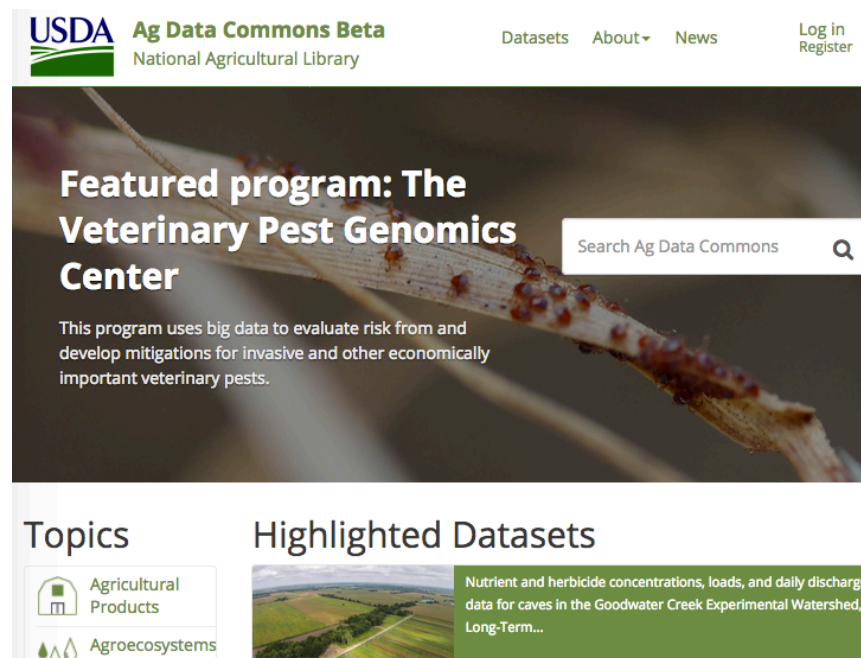 USDA
Ag Data Commons Beta
National Agricultural Library
Datasets
About
News
Log in
Register
Featured program: The
Veterinary Pest Genomics
Center
This program uses big data to evaluate risk from and
develop mitigations for invasive and other economically
important veterinary pests.
Search Ag Data Commons
Topics
Agricultural
Products
Agroecosystems
Highlighted Datasets
Nutrient and herbicide concentrations, loads, and daily discharg
data for caves in the Goodwater Creek Experimental Watershed,
Long-Term...